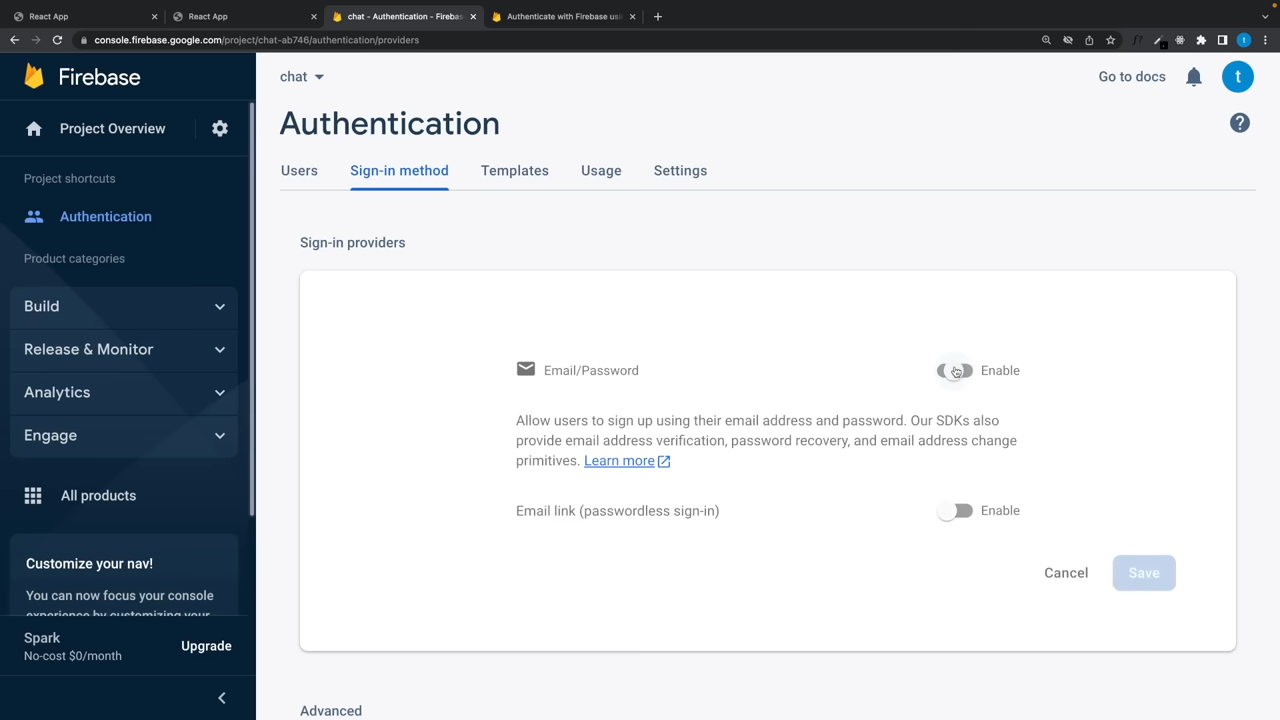 React App
React App
chat - Authentication - Fireba
Authenticate with Firebase usi
console.firebase.google.com/project/chat-ab746/authentication/providers
f?
t
Firebase
chat
Go to docs
t
Project Overview
Authentication
?
Project shortcuts
Users
Sign-in method
Templates
Usage
Settings
Authentication
Product categories
Sign-in providers
Build
Release & Monitor
Email/Password
Enable
Analytics
Allow users to sign up using their email address and password. Our SDKs also
provide email address verification, password recovery, and email address change
primitives. Learn more
Engage
All products
Email link (passwordless sign-in)
Enable
Customize your nav!
Cancel
Save
You can now focus your console
experience by customizing your
Spark
No-cost $0/month
Upgrade
Advanced